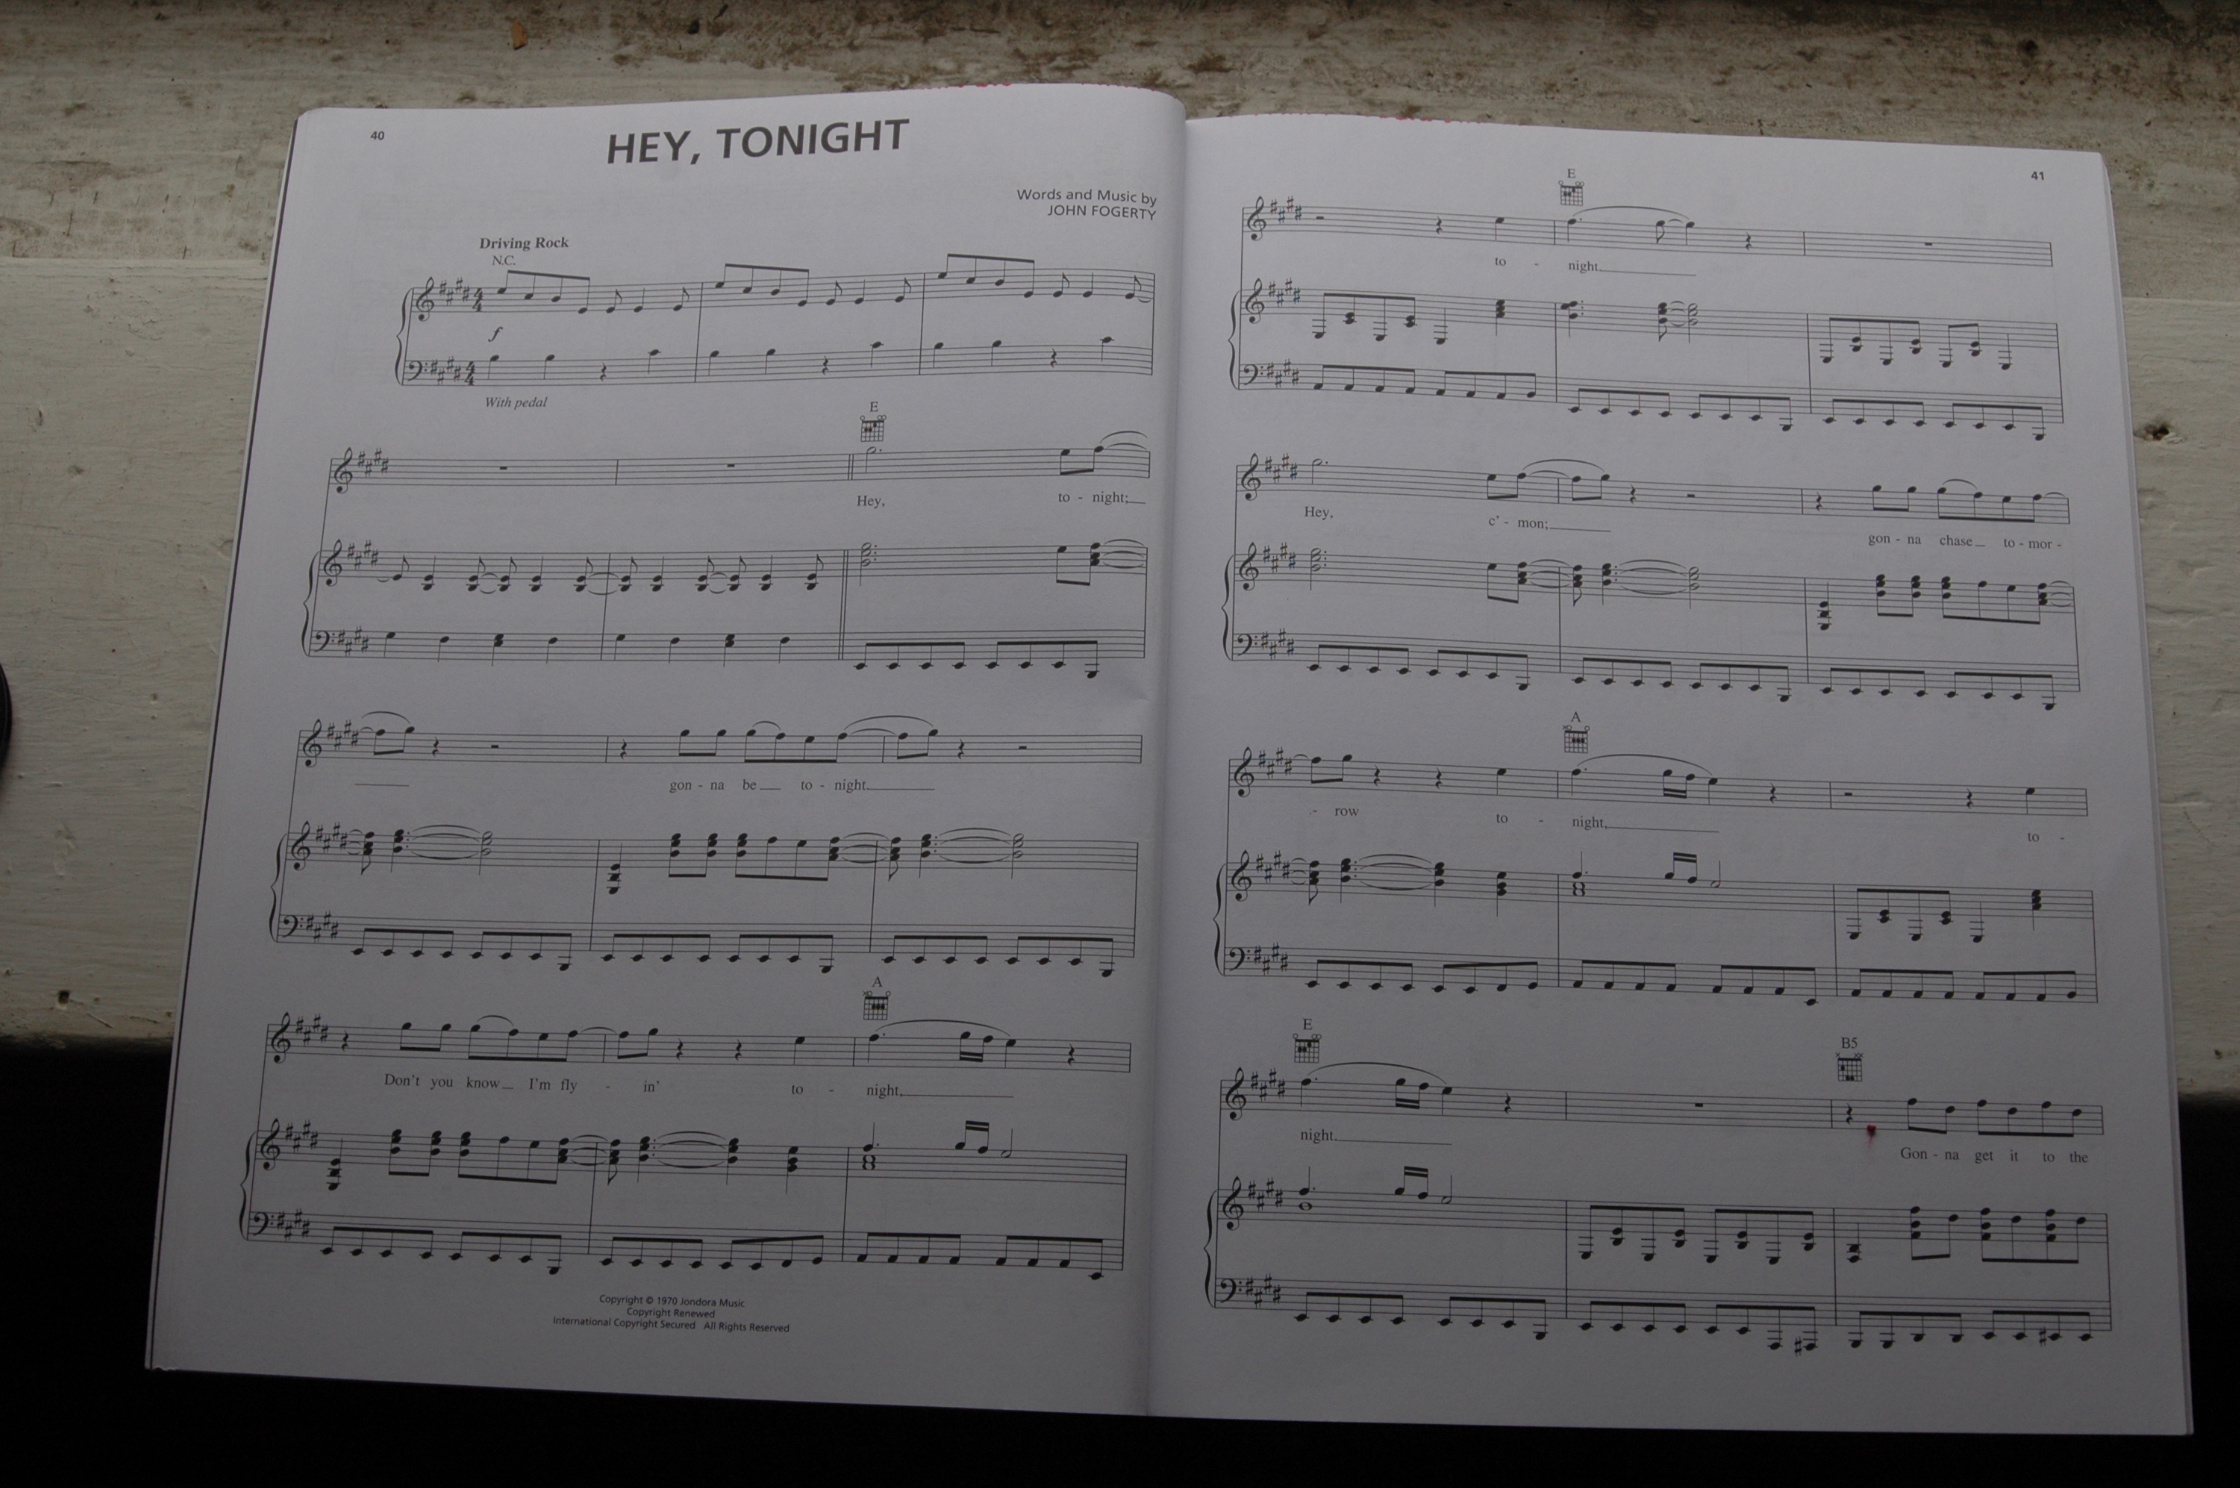 40
HEY, TONIGHT
Words and Music by
JOHN FOGERTY
Driving Rock
N.C.
f
With pedal
E
Hey, to - night;
gon - na be to - night.
A
Don't you know I'm fly - in' to - night,
Copyright © 1970 Jondora Music
Copyright Renewed
International Copyright Secured All Rights Reserved
41
E
to - night.
Hey, c' - mon; gon - na chase to - mor -
A
- row to - night, to -
E B5
night. Gon - na get it to the